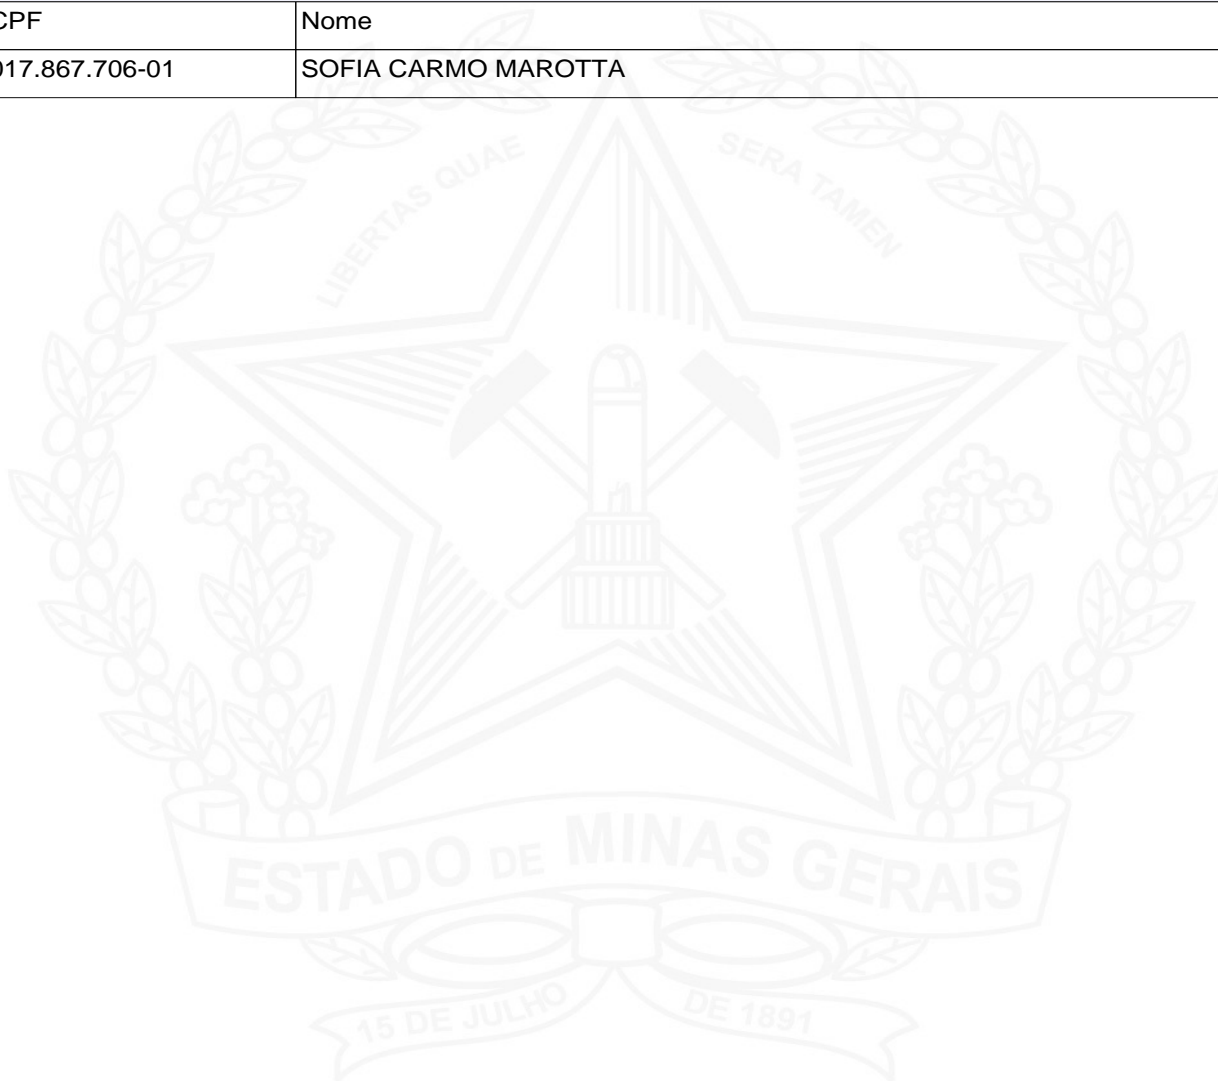 CPF Nome
017.867.706-01 SOFIA CARMO MAROTTA
LIBERTAS QUAE SERA TAMEN
ESTADO DE MINAS GERAIS
15 DE JULHO DE 1891